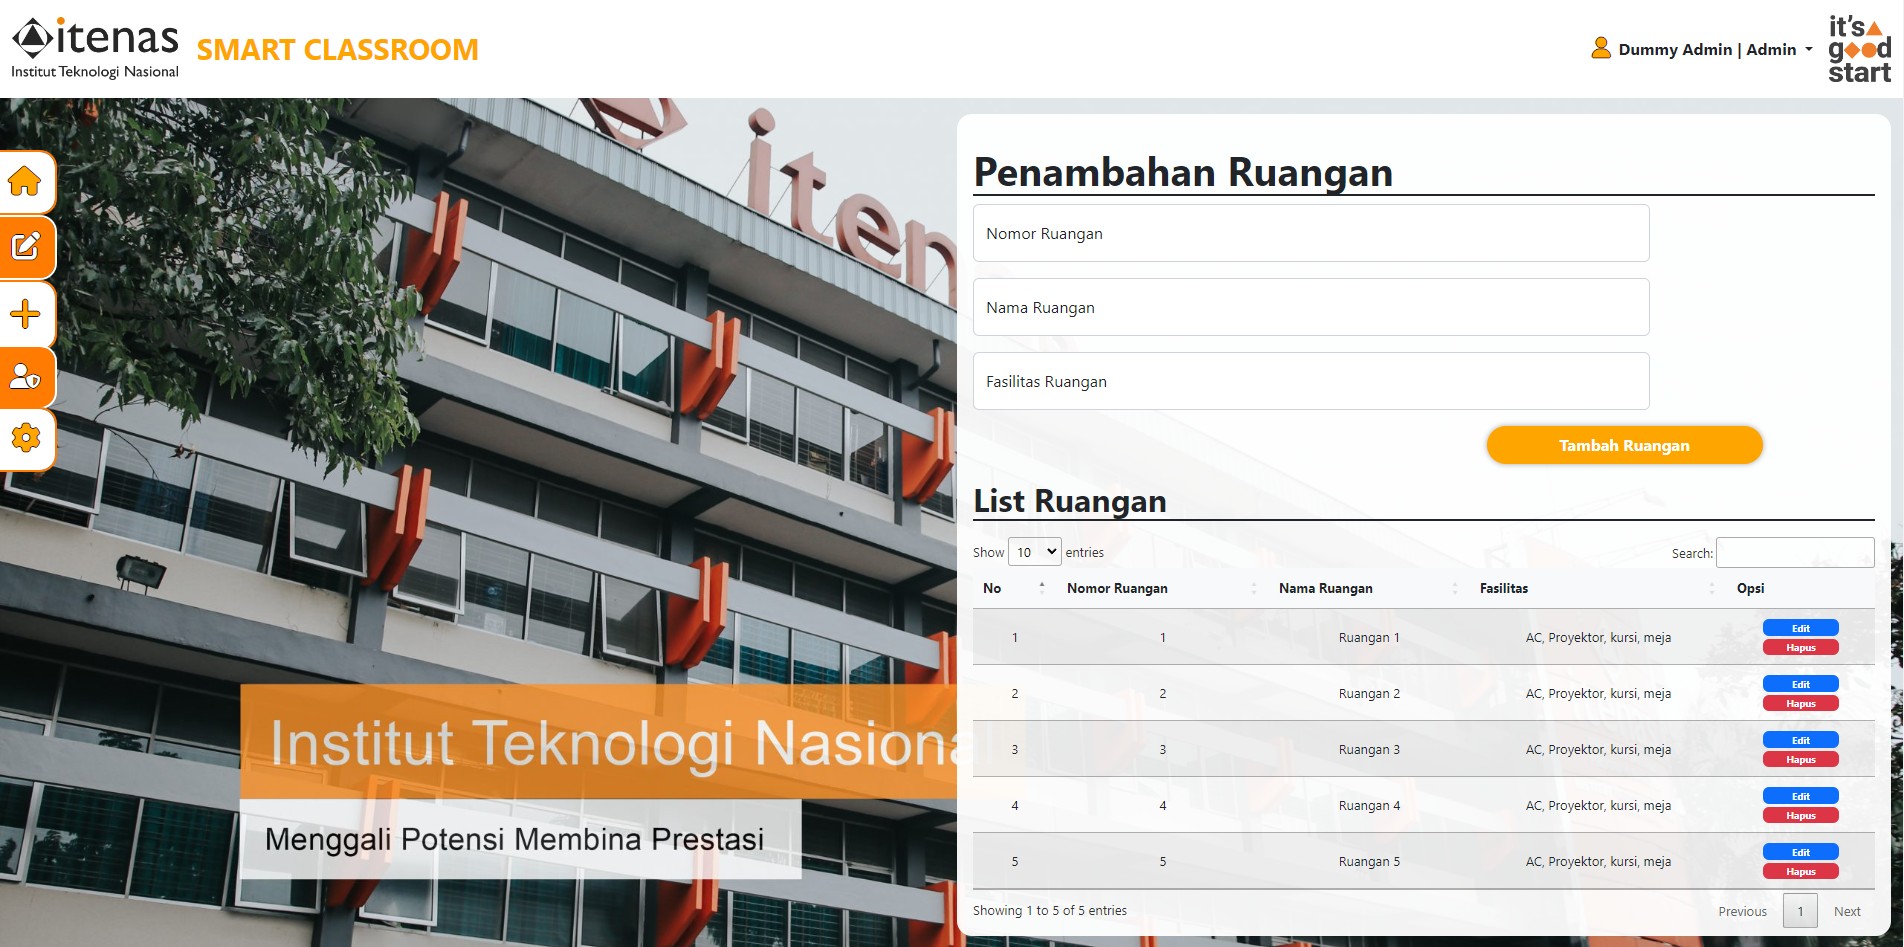 itenas
Institut Teknologi Nasional
SMART CLASSROOM
Dummy Admin | Admin
it's
good
start
iten
Institut Teknologi Nasiona
Menggali Potensi Membina Prestasi
Penambahan Ruangan
Nomor Ruangan
Nama Ruangan
Fasilitas Ruangan
Tambah Ruangan
List Ruangan
Show 10 entries
Search:
No Nomor Ruangan Nama Ruangan Fasilitas Opsi
1 1 Ruangan 1 AC, Proyektor, kursi, meja Edit
Hapus
2 2 Ruangan 2 AC, Proyektor, kursi, meja Edit
Hapus
3 3 Ruangan 3 AC, Proyektor, kursi, meja Edit
Hapus
4 4 Ruangan 4 AC, Proyektor, kursi, meja Edit
Hapus
5 5 Ruangan 5 AC, Proyektor, kursi, meja Edit
Hapus
Showing 1 to 5 of 5 entries
Previous 1 Next